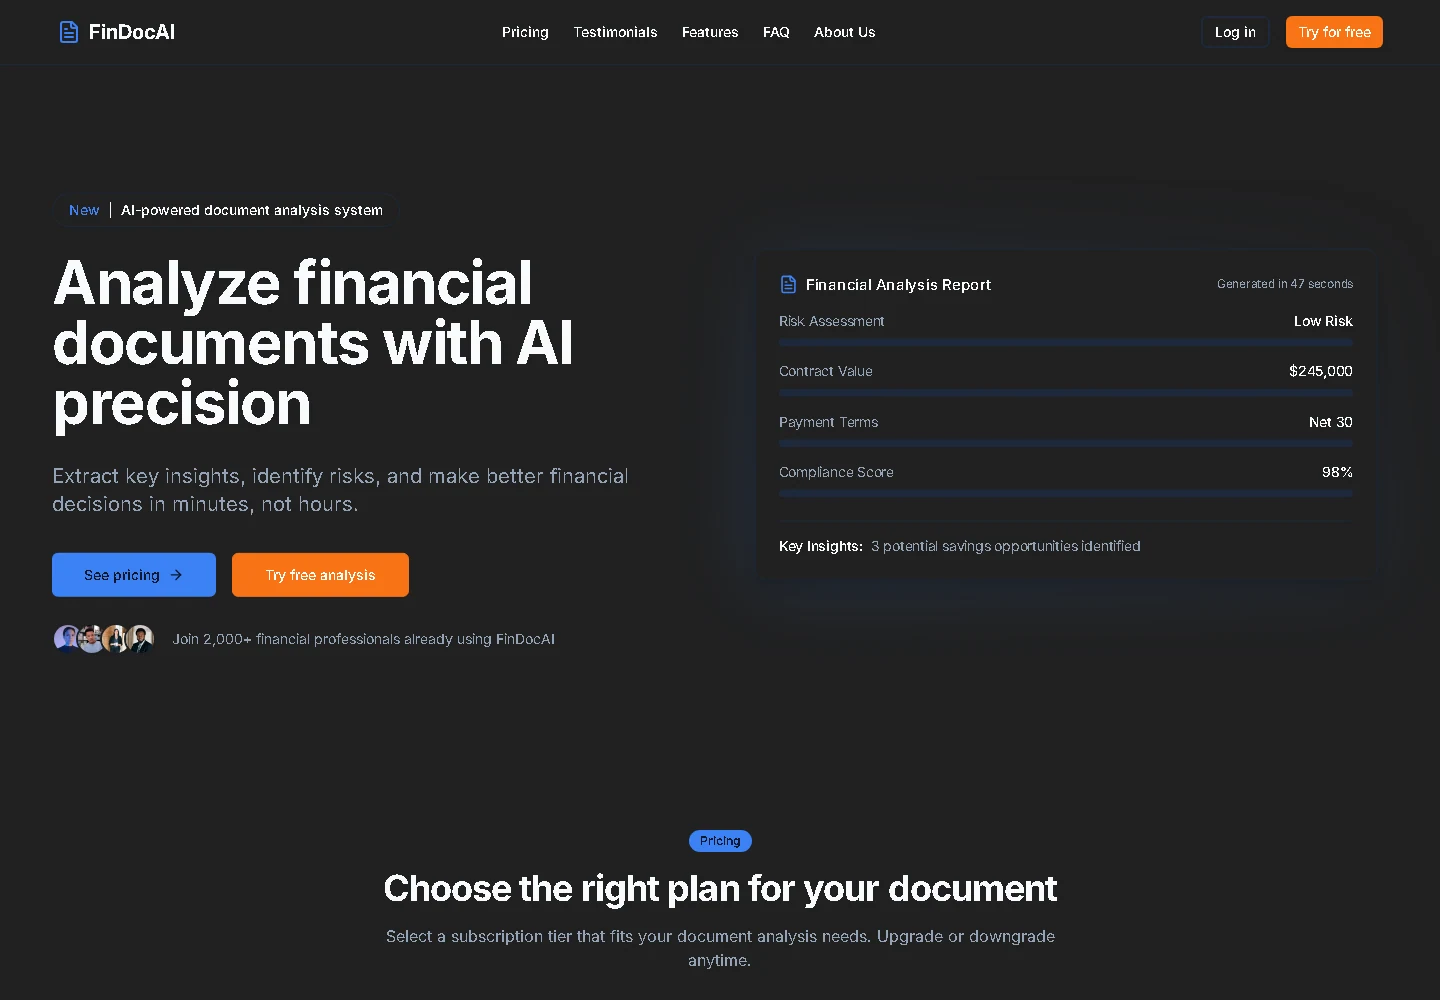 FinDocAI
Pricing
Testimonials
Features
FAQ
About Us
Log in
Try for free
New | AI-powered document analysis system
Analyze financial
documents with AI
precision
Extract key insights, identify risks, and make better financial
decisions in minutes, not hours.
See pricing
Try free analysis
Join 2,000+ financial professionals already using FinDocAI
Financial Analysis Report
Generated in 47 seconds
Risk Assessment
Low Risk
Contract Value
$245,000
Payment Terms
Net 30
Compliance Score
98%
Key Insights: 3 potential savings opportunities identified
Pricing
Choose the right plan for your document
Select a subscription tier that fits your document analysis needs. Upgrade or downgrade
anytime.